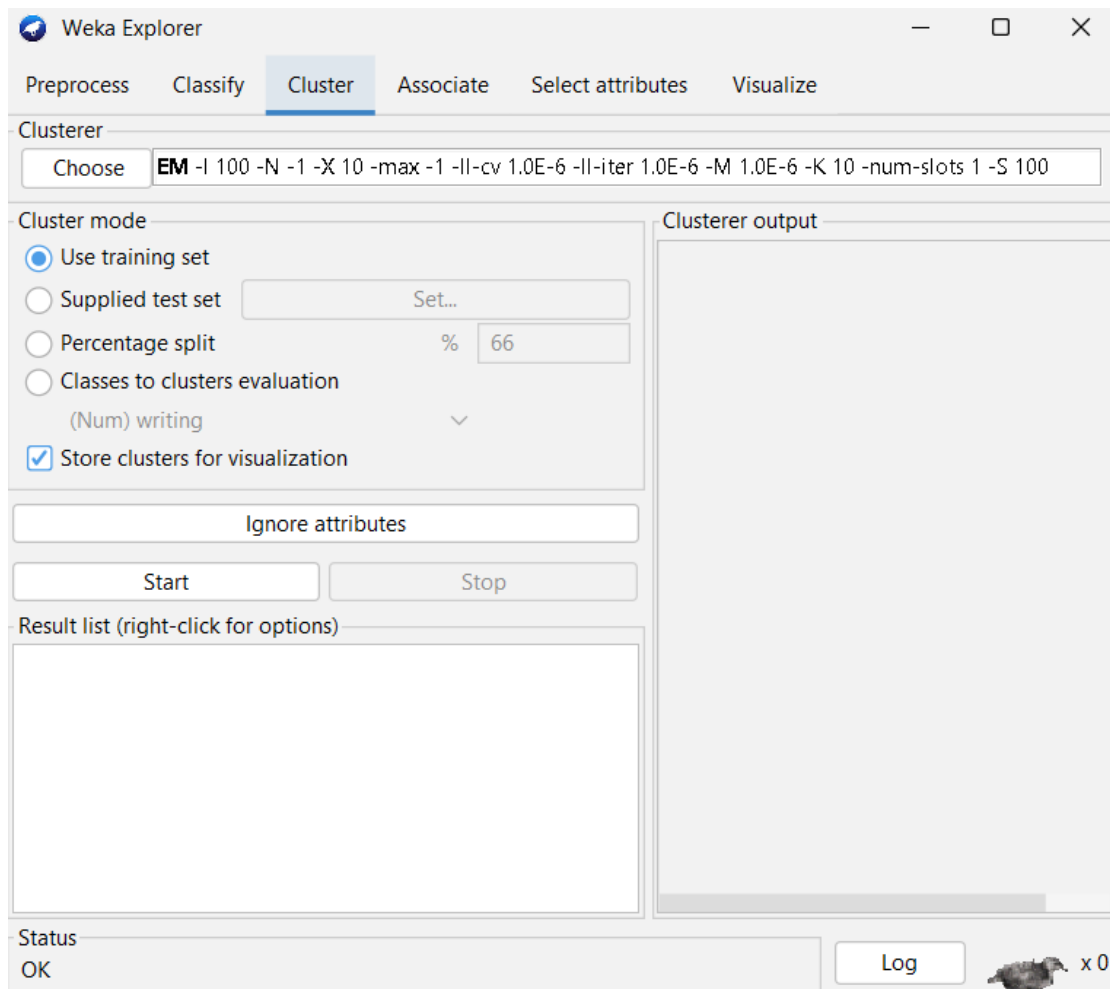 Weka Explorer
Preprocess Classify Cluster Associate Select attributes Visualize
Clusterer
Choose EM -I 100 -N -1 -X 10 -max -1 -ll-cv 1.0E-6 -ll-iter 1.0E-6 -M 1.0E-6 -K 10 -num-slots 1 -S 100
Cluster mode
Use training set
Supplied test set Set...
Percentage split % 66
Classes to clusters evaluation
(Num) writing
Store clusters for visualization
Ignore attributes
Start Stop
Result list (right-click for options)
Clusterer output
Status
OK
Log x 0